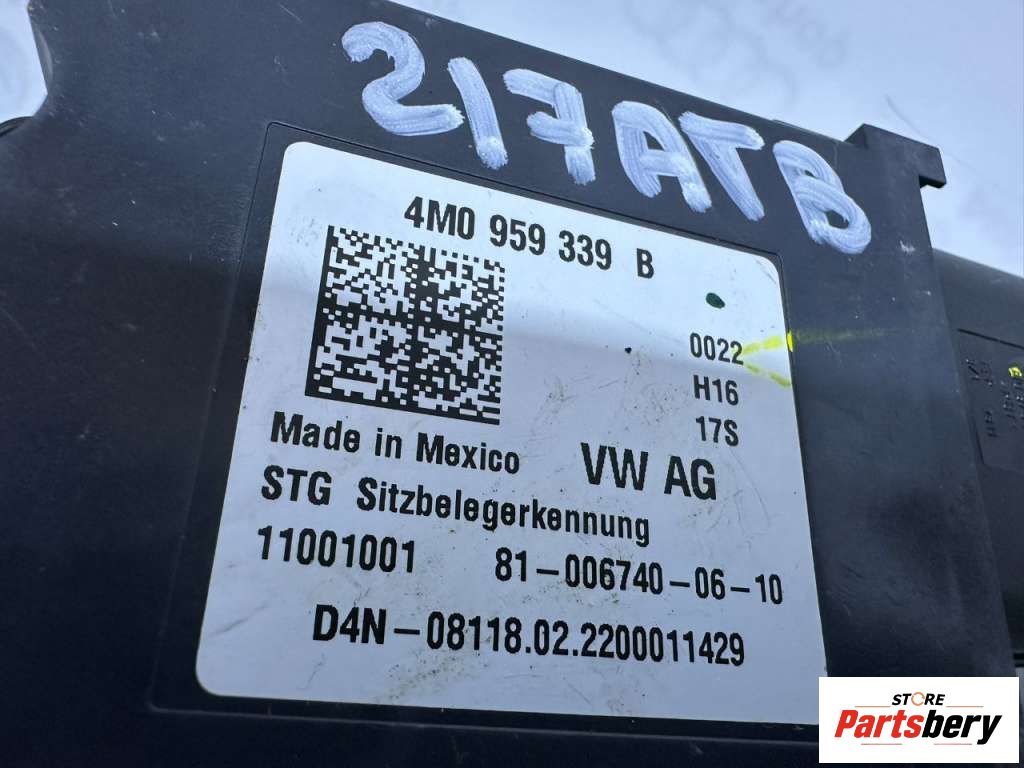 217ATB
4M0 959 339 B
0022
H16
17S
Made in Mexico
VW AG
STG Sitzbelegerkennung
11001001 81-006740-06-10
D4N-08118.02.2200011429
STORE
Partsbery